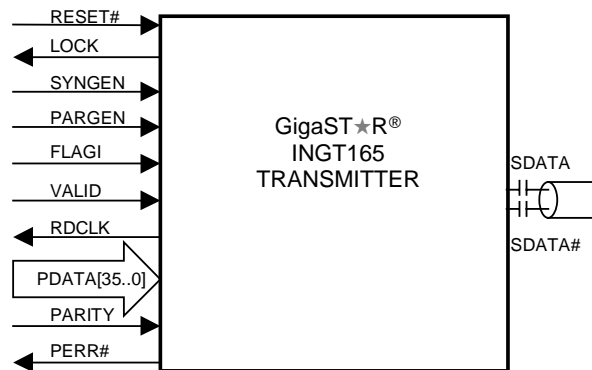 RESET#
LOCK
SYNGEN
PARGEN
FLAGI
VALID
RDCLK
PDATA[35..0]
PARITY
PERR#
GigaST★R®
INGT165
TRANSMITTER
SDATA
SDATA#